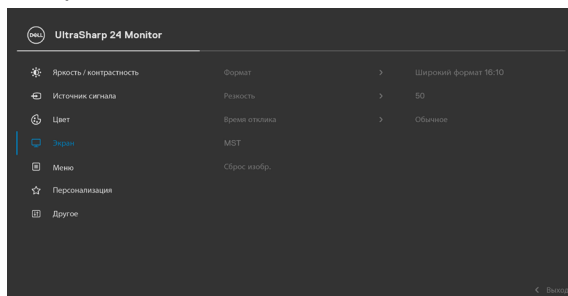 DELL UltraSharp 24 Monitor
Яркость / контрастность Формат > Широкий формат 16:10
Источник сигнала Резкость > 50
Цвет Время отклика > Обычное
Экран MST
Меню Сброс изобр.
Персонализация
Другое
< Выход